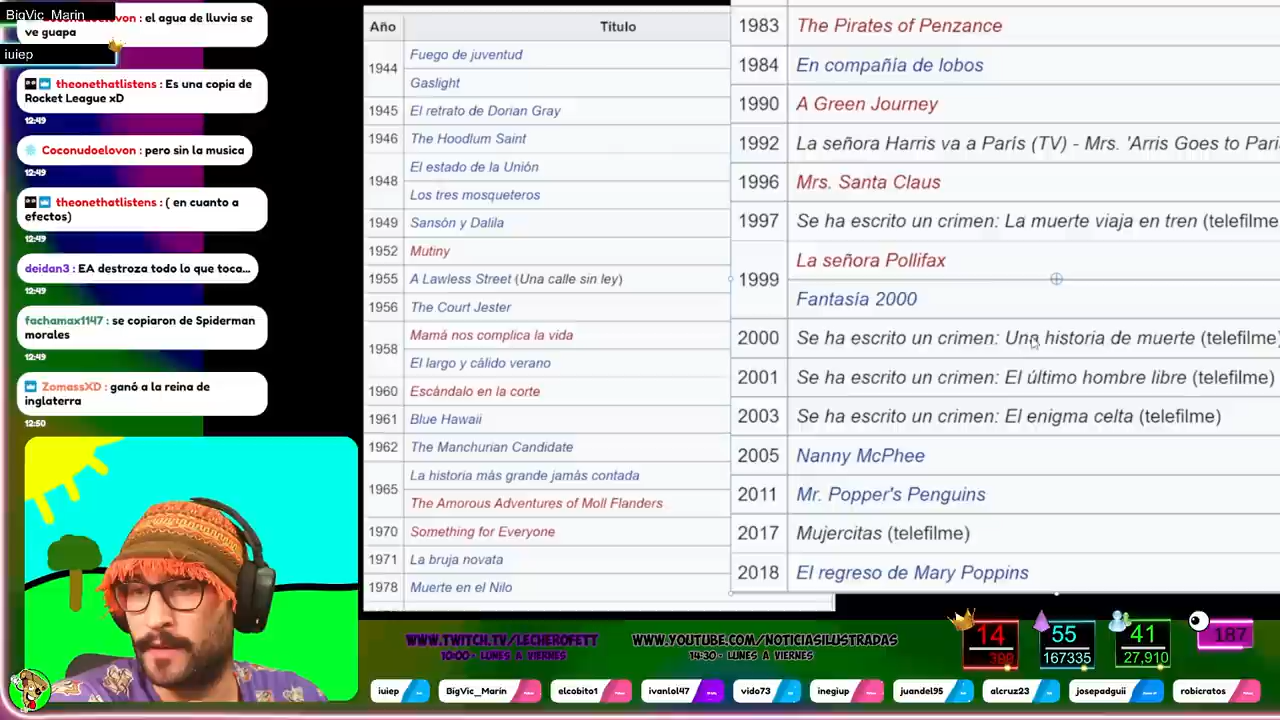 BigVic_Marin
iuiep
Coconudoelovon : el agua de lluvia se
ve guapa
theonethatlistens : Es una copia de
Rocket League xD
12:49
Coconudoelovon : pero sin la musica
12:49
theonethatlistens : ( en cuanto a
efectos)
12:49
deidan3 : EA destroza todo lo que toca...
12:49
fachamax1147 : se copiaron de Spiderman
morales
12:49
ZomassXD : ganó a la reina de
inglaterra
12:50
Año Título
1944 Fuego de juventud
Gaslight
1945 El retrato de Dorian Gray
1946 The Hoodlum Saint
1948 El estado de la Unión
Los tres mosqueteros
1949 Sansón y Dalila
1952 Mutiny
1955 A Lawless Street (Una calle sin ley)
1956 The Court Jester
1958 Mamá nos complica la vida
El largo y cálido verano
1960 Escándalo en la corte
1961 Blue Hawaii
1962 The Manchurian Candidate
1965 La historia más grande jamás contada
The Amorous Adventures of Moll Flanders
1970 Something for Everyone
1971 La bruja novata
1978 Muerte en el Nilo
1983 The Pirates of Penzance
1984 En compañía de lobos
1990 A Green Journey
1992 La señora Harris va a París (TV) - Mrs. 'Arris Goes to Pari
1996 Mrs. Santa Claus
1997 Se ha escrito un crimen: La muerte viaja en tren (telefilme
1999 La señora Pollifax
Fantasía 2000
2000 Se ha escrito un crimen: Una historia de muerte (telefilme)
2001 Se ha escrito un crimen: El último hombre libre (telefilme)
2003 Se ha escrito un crimen: El enigma celta (telefilme)
2005 Nanny McPhee
2011 Mr. Popper's Penguins
2017 Mujercitas (telefilme)
2018 El regreso de Mary Poppins
WWW.TWITCH.TV/LECHEROFETT
10:00 - LUNES A VIERNES
WWW.YOUTUBE.COM/NOTICIASILUSTRADAS
14:30 - LUNES A VIERNES
14
399
55
167335
41
27,910
187
iuiep
BigVic_Marin
elcobito1
ivanlol47
vido73
inegiup
juandel95
alcruz23
josepadguii
robicratos